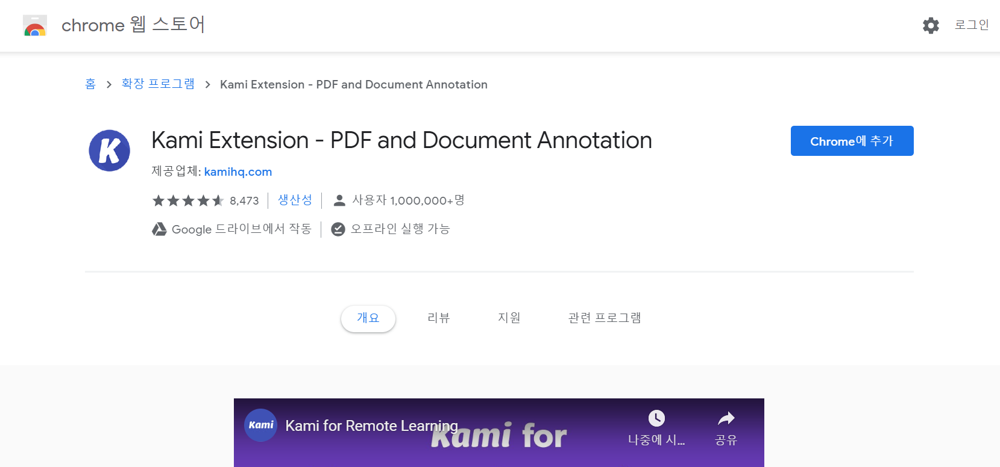 chrome 웹 스토어
로그인
홈 > 확장 프로그램 > Kami Extension - PDF and Document Annotation
K
Kami Extension - PDF and Document Annotation
Chrome에 추가
제공업체: kamihq.com
8,473 생산성 사용자 1,000,000+명
Google 드라이브에서 작동 오프라인 실행 가능
개요 리뷰 지원 관련 프로그램
Kami
Kami for Remote Learning
Kami for
나중에 시...
공유